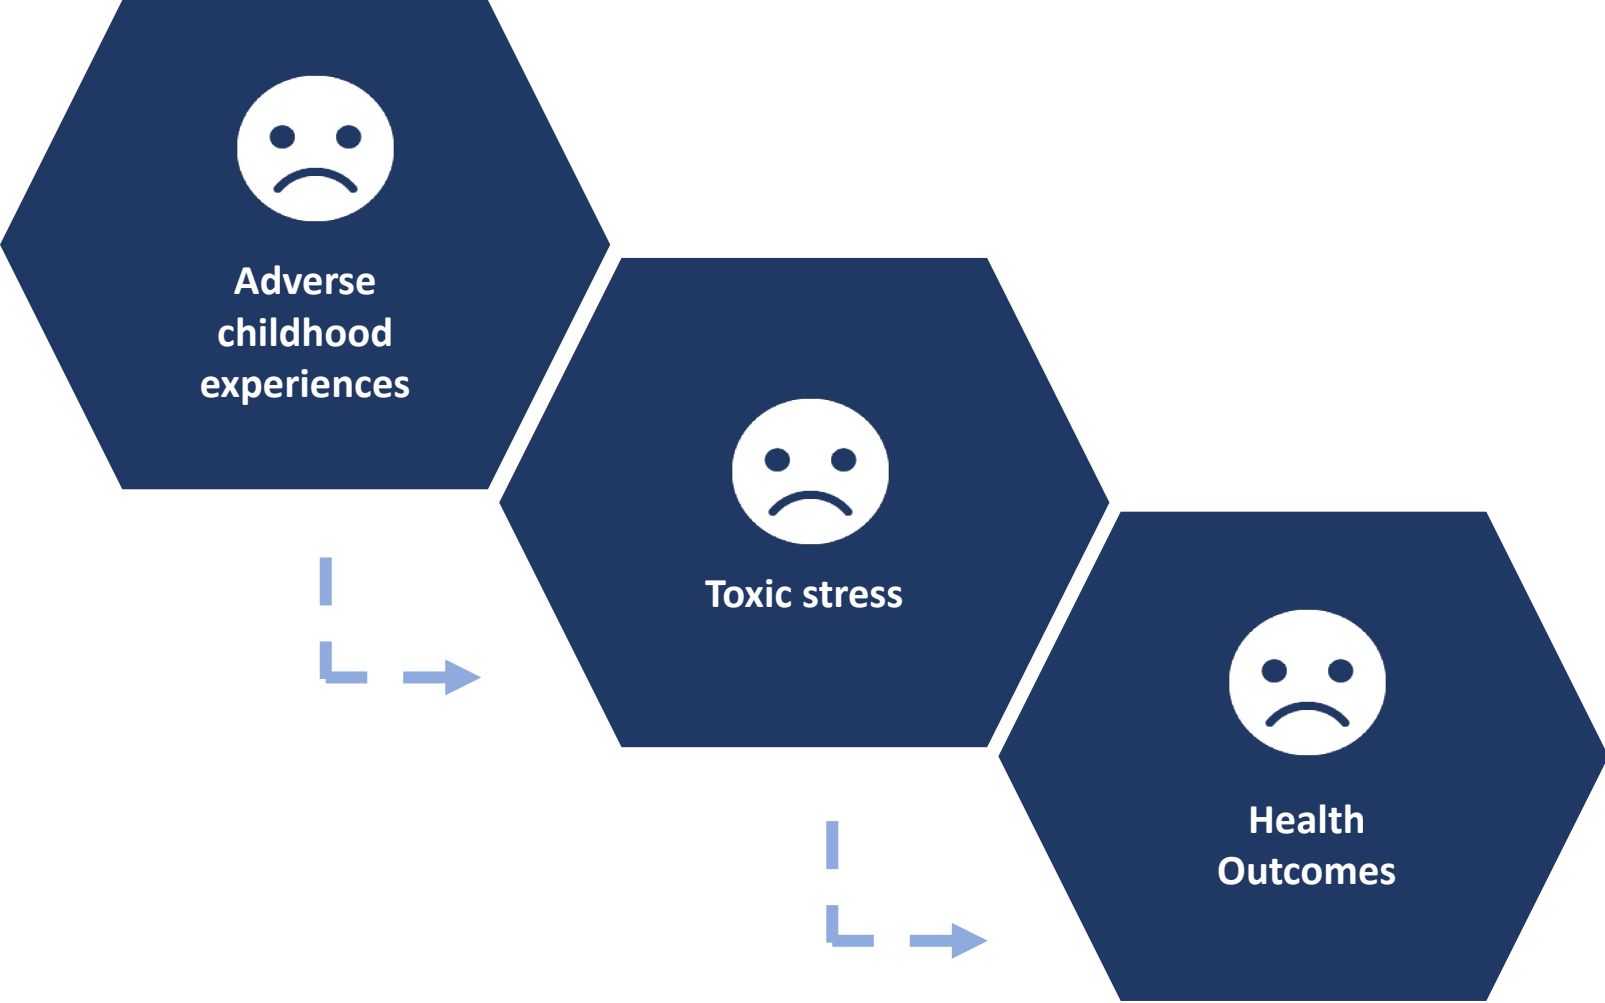 Adverse
childhood
experiences
Toxic stress
Health
Outcomes